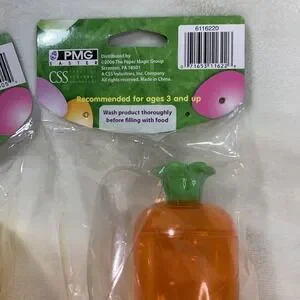 6116220
PMG
EASTER
CSS
Distributed by
©2006 The Paper Magic Group
Scranton, PA 18501
A CSS Industries, Inc. Company
All rights reserved. Made in China.
Recommended for ages 3 and up
Wash product thoroughly
before filling with food